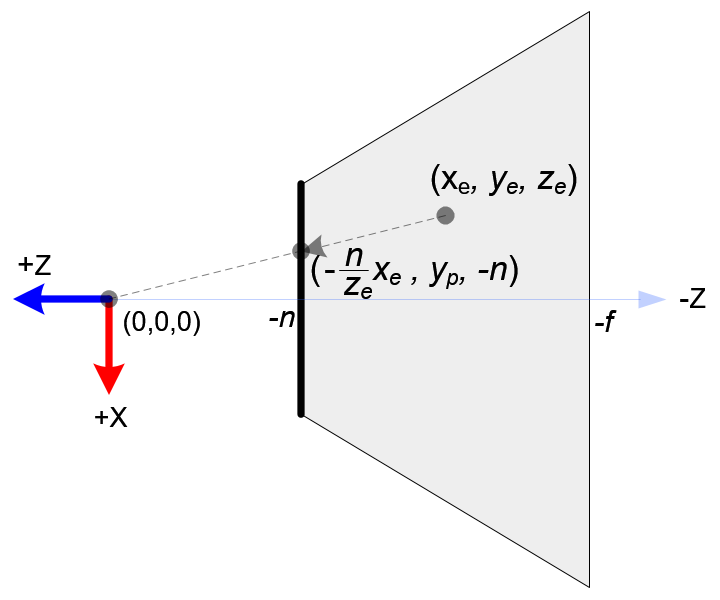 (xₑ, yₑ, zₑ)
(-n/zₑ xₑ , yₚ, -n)
+Z
-Z
(0,0,0)
-n
-f
+X